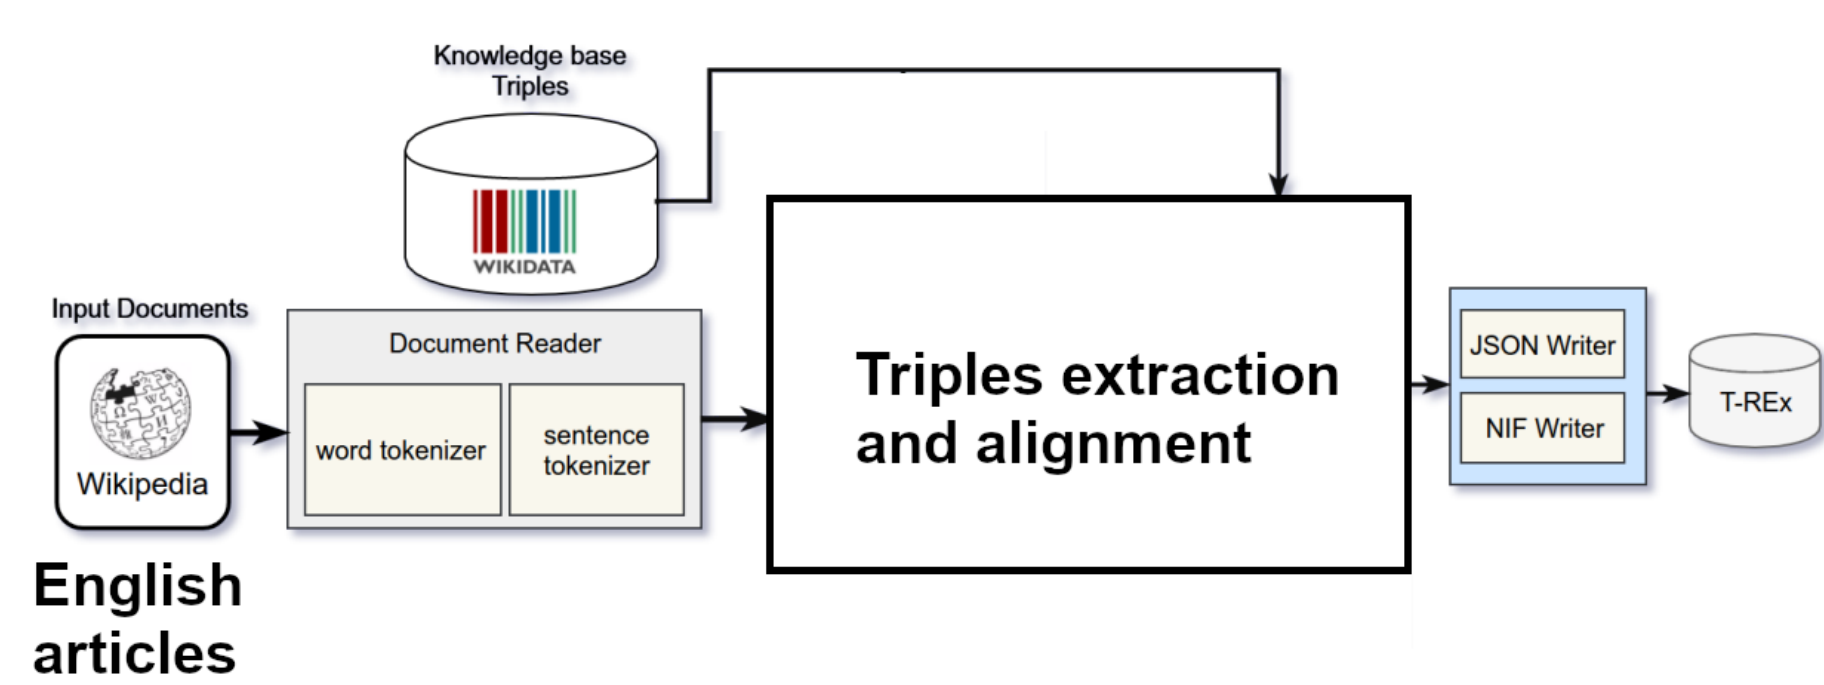 Knowledge base
Triples
WIKIDATA
Input Documents
Wikipedia
English
articles
Document Reader
word tokenizer
sentence
tokenizer
Triples extraction
and alignment
JSON Writer
NIF Writer
T-REx